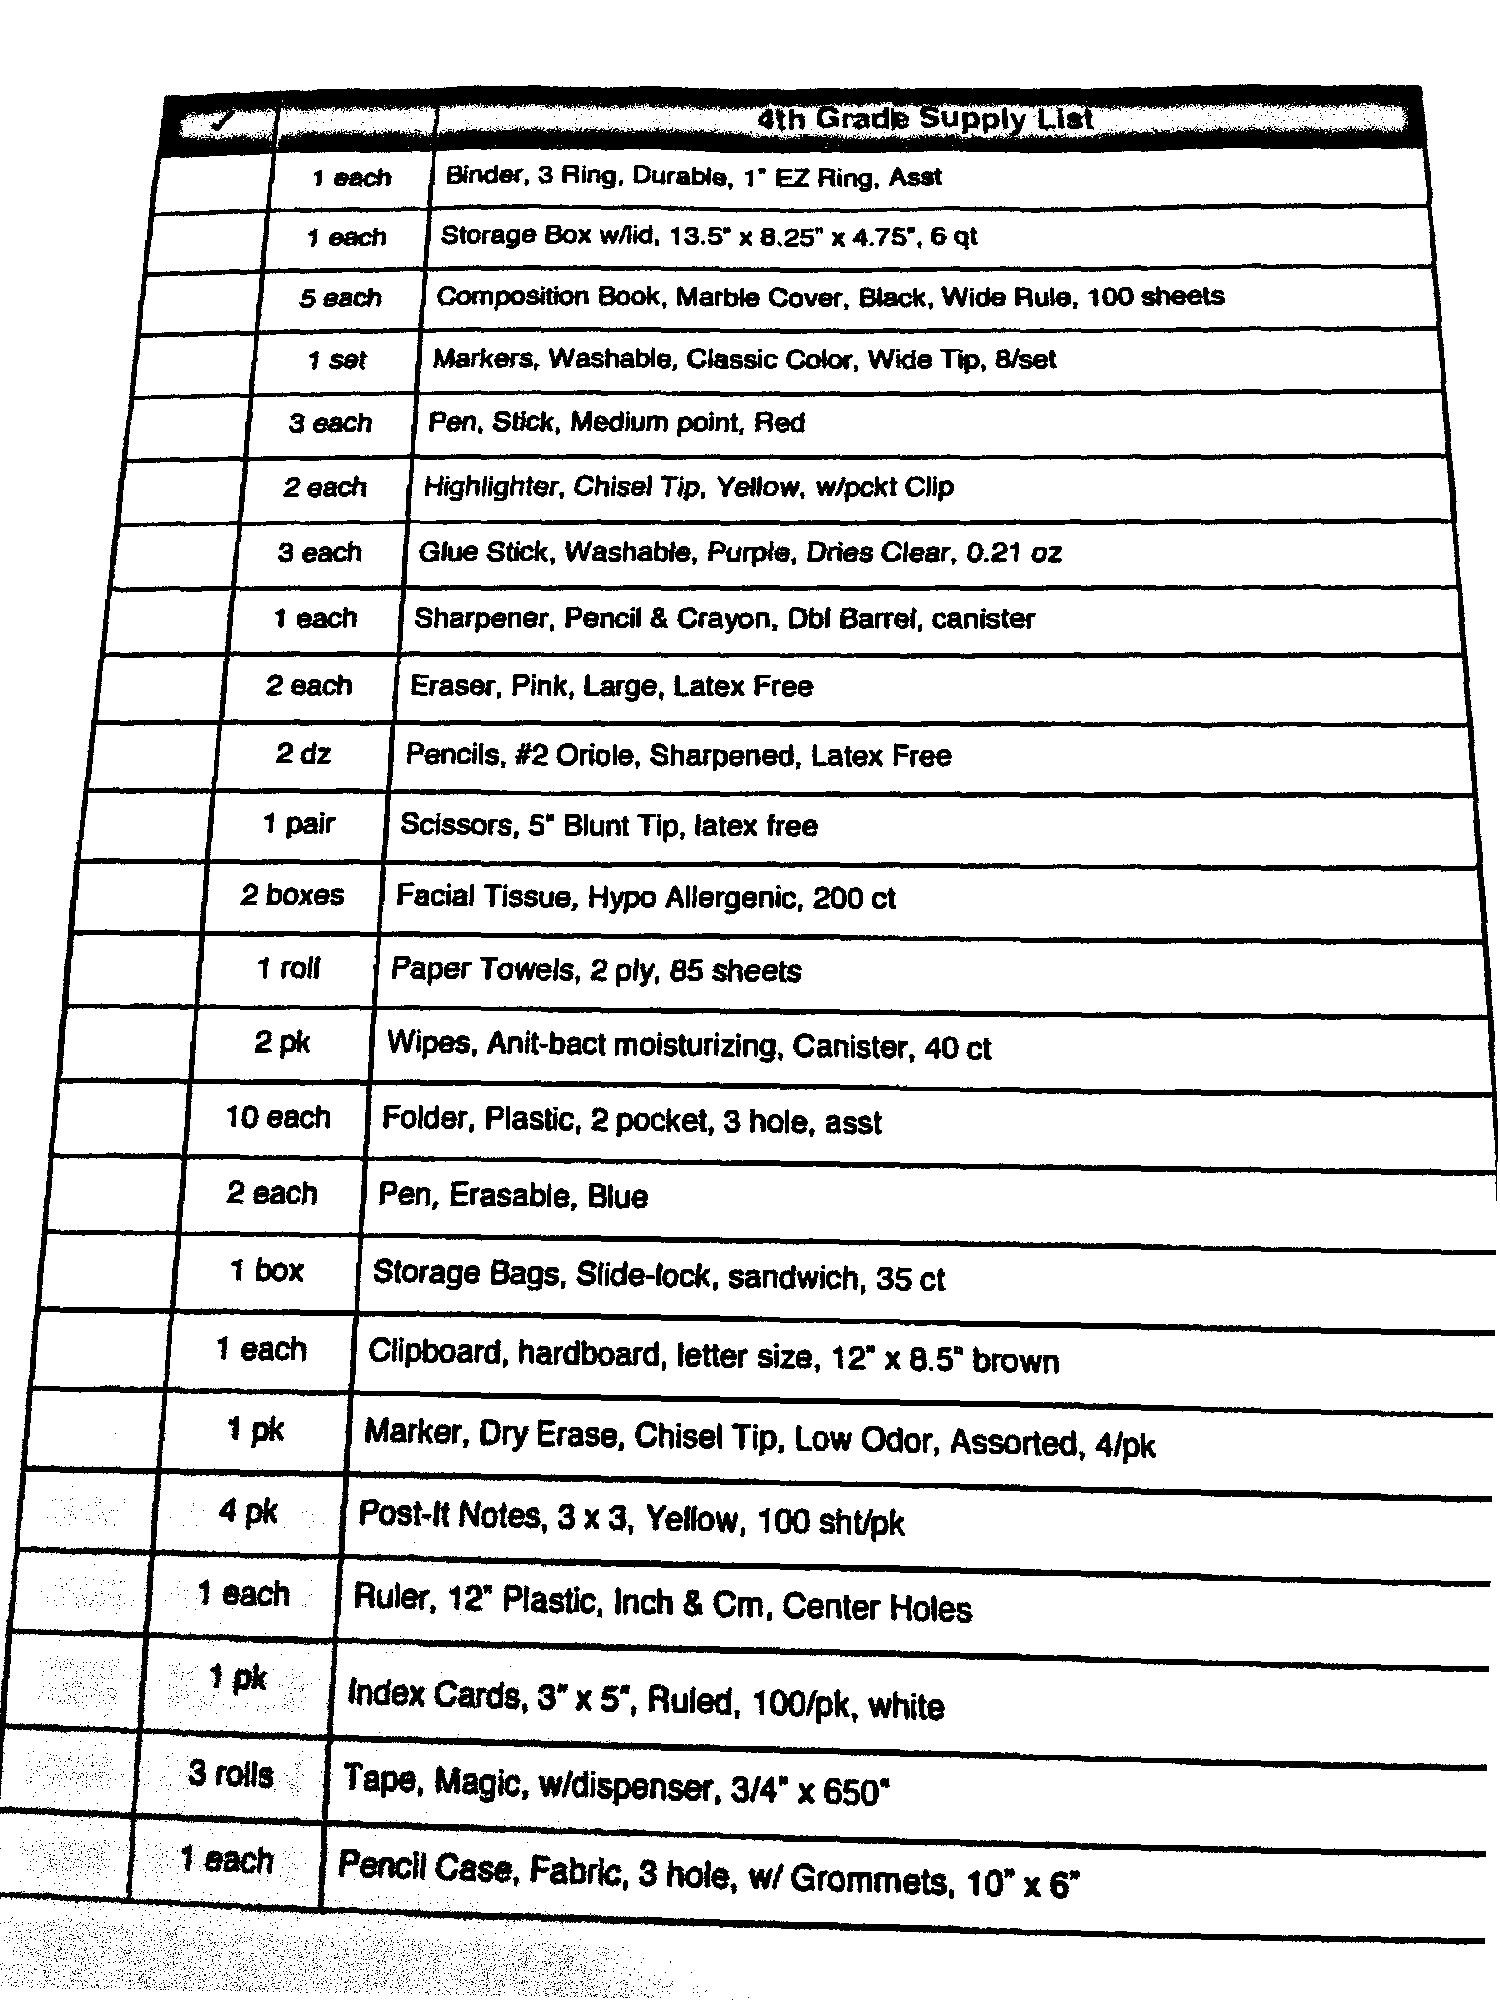 ✓ 4th Grade Supply List
1 each Binder, 3 Ring, Durable, 1" EZ Ring, Asst
1 each Storage Box w/lid, 13.5" x 8.25" x 4.75", 6 qt
5 each Composition Book, Marble Cover, Black, Wide Rule, 100 sheets
1 set Markers, Washable, Classic Color, Wide Tip, 8/set
3 each Pen, Stick, Medium point, Red
2 each Highlighter, Chisel Tip, Yellow, w/pckt Clip
3 each Glue Stick, Washable, Purple, Dries Clear, 0.21 oz
1 each Sharpener, Pencil & Crayon, Dbl Barrel, canister
2 each Eraser, Pink, Large, Latex Free
2 dz Pencils, #2 Oriole, Sharpened, Latex Free
1 pair Scissors, 5" Blunt Tip, latex free
2 boxes Facial Tissue, Hypo Allergenic, 200 ct
1 roll Paper Towels, 2 ply, 85 sheets
2 pk Wipes, Anit-bact moisturizing, Canister, 40 ct
10 each Folder, Plastic, 2 pocket, 3 hole, asst
2 each Pen, Erasable, Blue
1 box Storage Bags, Slide-lock, sandwich, 35 ct
1 each Clipboard, hardboard, letter size, 12" x 8.5" brown
1 pk Marker, Dry Erase, Chisel Tip, Low Odor, Assorted, 4/pk
4 pk Post-It Notes, 3 x 3, Yellow, 100 sht/pk
1 each Ruler, 12" Plastic, Inch & Cm, Center Holes
1 pk Index Cards, 3" x 5", Ruled, 100/pk, white
3 rolls Tape, Magic, w/dispenser, 3/4" x 650"
1 each Pencil Case, Fabric, 3 hole, w/ Grommets, 10" x 6"